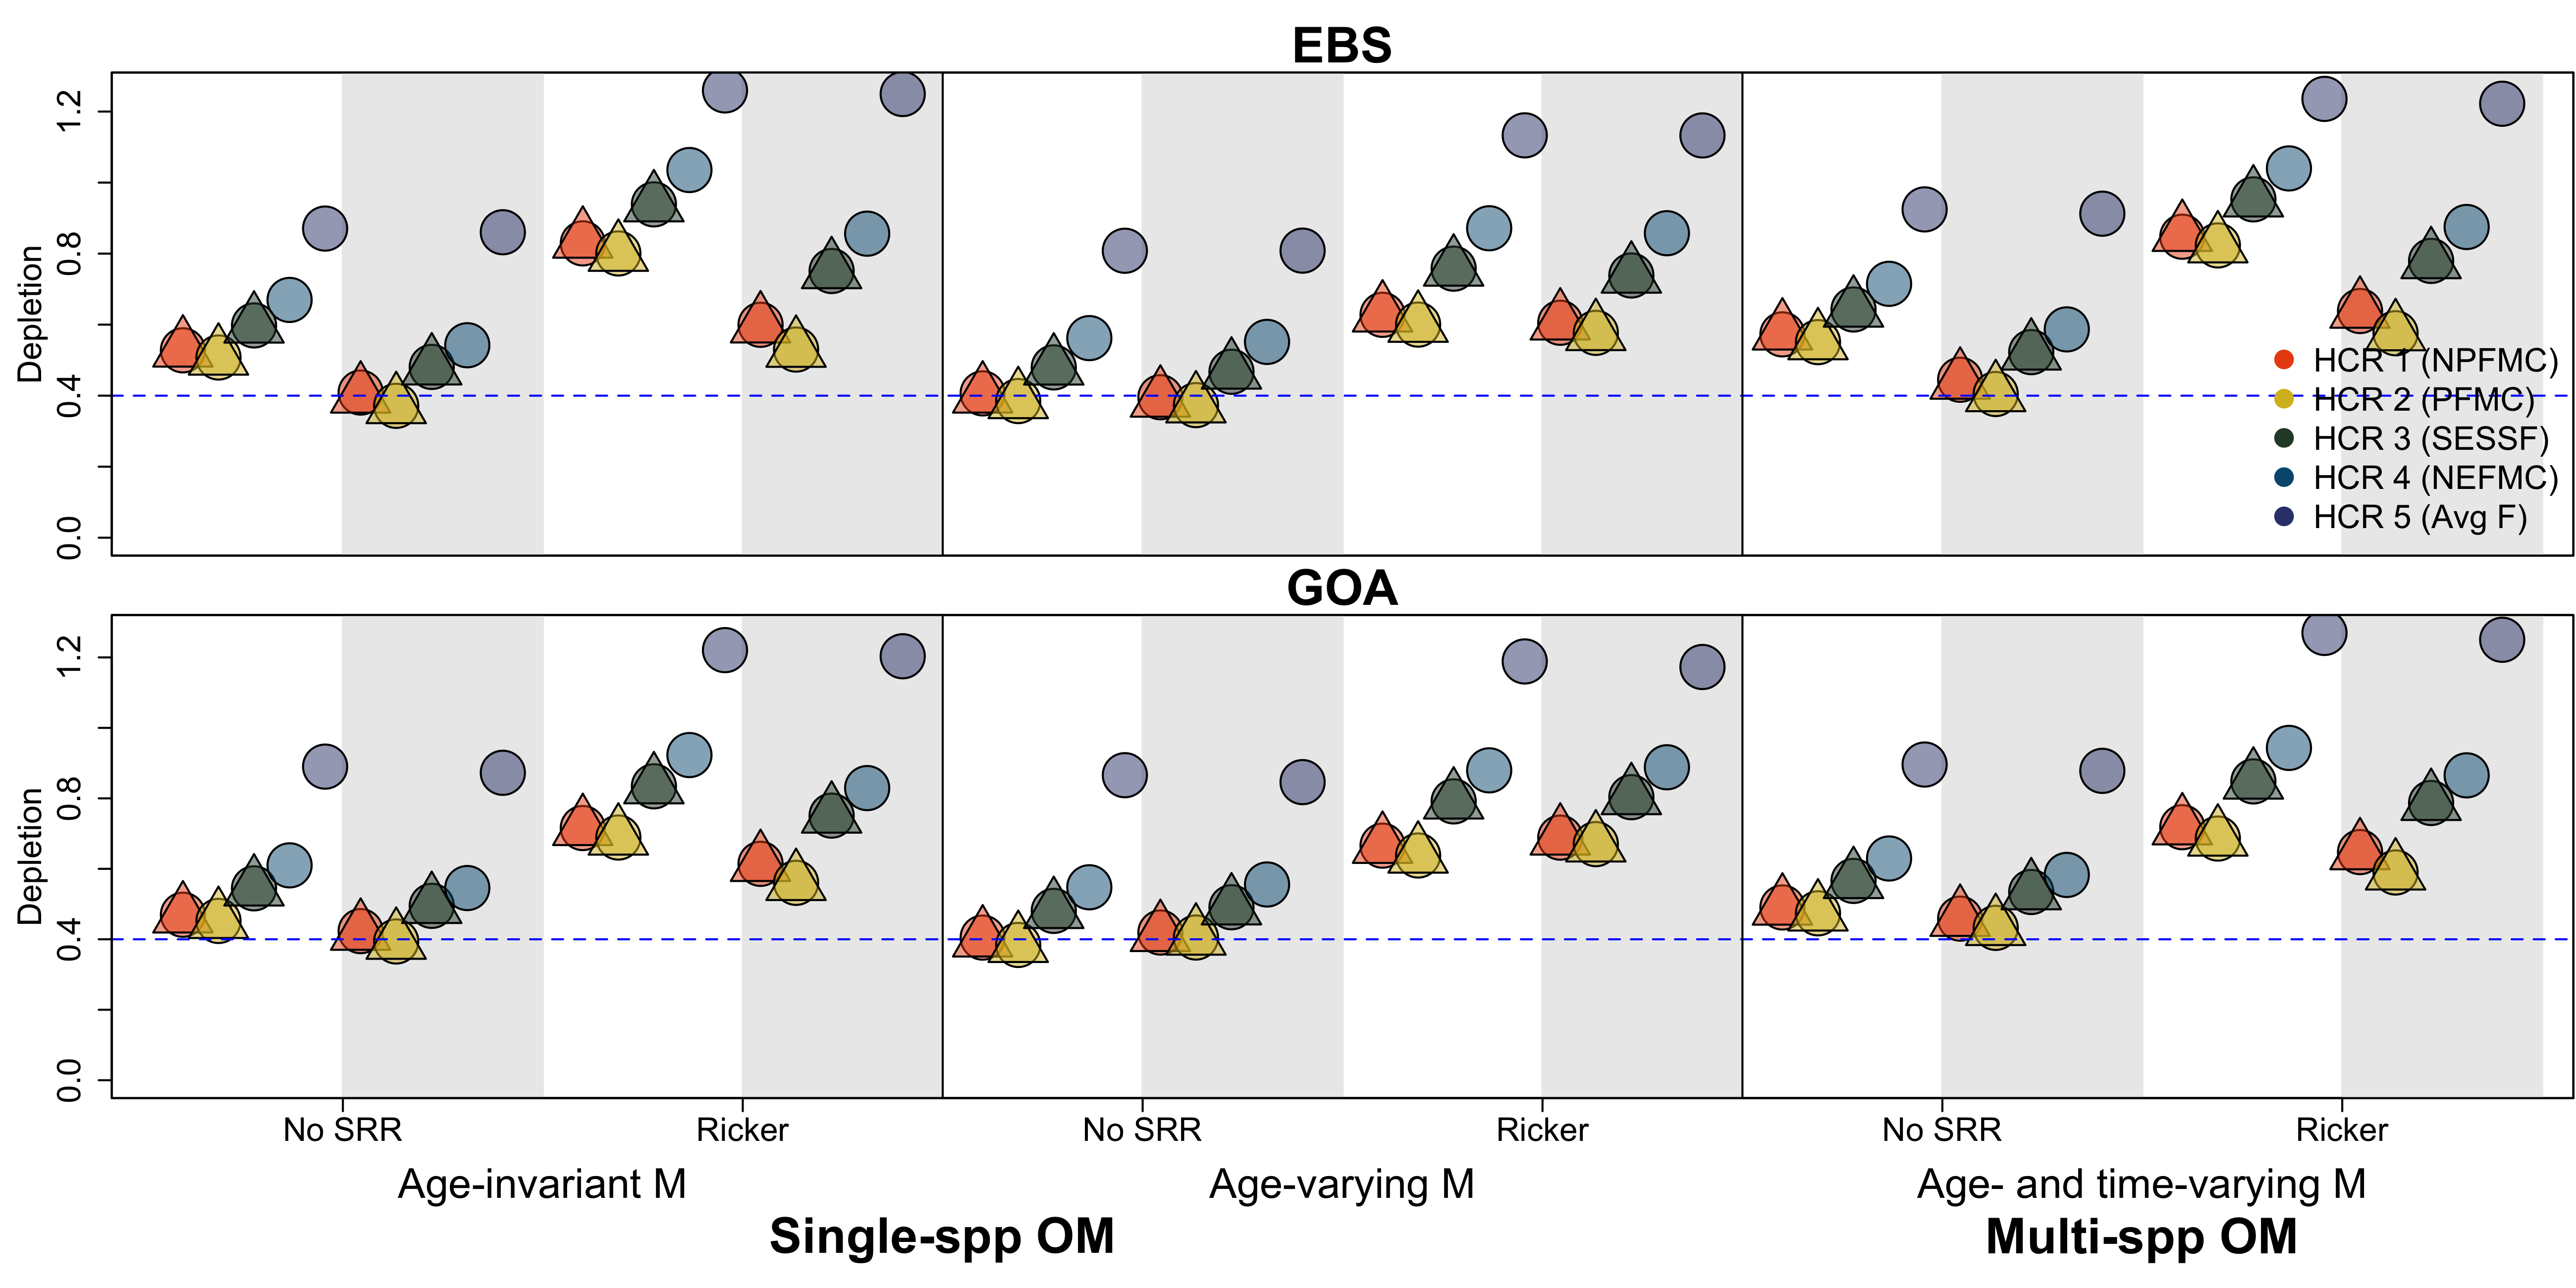 EBS
Depletion
1.2
0.8
0.4
0.0
HCR 1 (NPFMC)
HCR 2 (PFMC)
HCR 3 (SESSF)
HCR 4 (NEFMC)
HCR 5 (Avg F)
GOA
Depletion
1.2
0.8
0.4
0.0
No SRR Ricker No SRR Ricker No SRR Ricker
Age-invariant M Age-varying M Age- and time-varying M
Single-spp OM Multi-spp OM